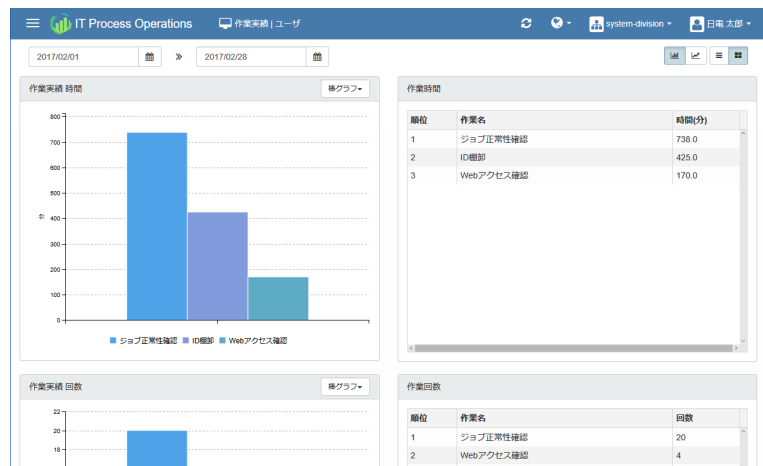 IT Process Operations 作業実績 | ユーザ system-division 日電 太郎
2017/02/01 » 2017/02/28
作業実績 時間 棒グラフ
800
700
600
500
分 400
300
200
100
0
ジョブ正常性確認 ID棚卸 Webアクセス確認
作業時間
順位 作業名 時間(分)
1 ジョブ正常性確認 738.0
2 ID棚卸 425.0
3 Webアクセス確認 170.0
作業実績 回数 棒グラフ
22
20
18
作業回数
順位 作業名 回数
1 ジョブ正常性確認 20
2 Webアクセス確認 4